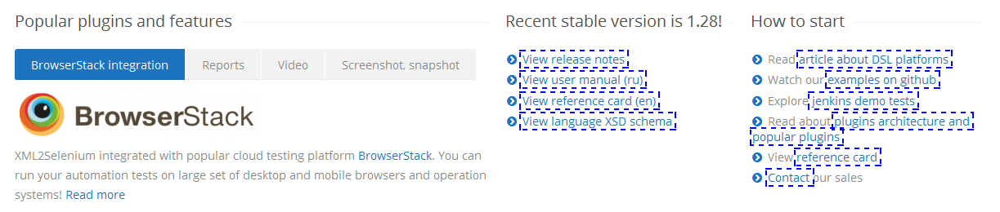 Popular plugins and features
BrowserStack integration
Reports
Video
Screenshot, snapshot
BrowserStack
XML2Selenium integrated with popular cloud testing platform BrowserStack. You can
run your automation tests on large set of desktop and mobile browsers and operation
systems! Read more
Recent stable version is 1.28!
View release notes
View user manual (ru)
View reference card (en)
View language XSD schema
How to start
Read article about DSL platforms
Watch our examples on github
Explore jenkins demo tests
Read about plugins architecture and
popular plugins
View reference card
Contact our sales